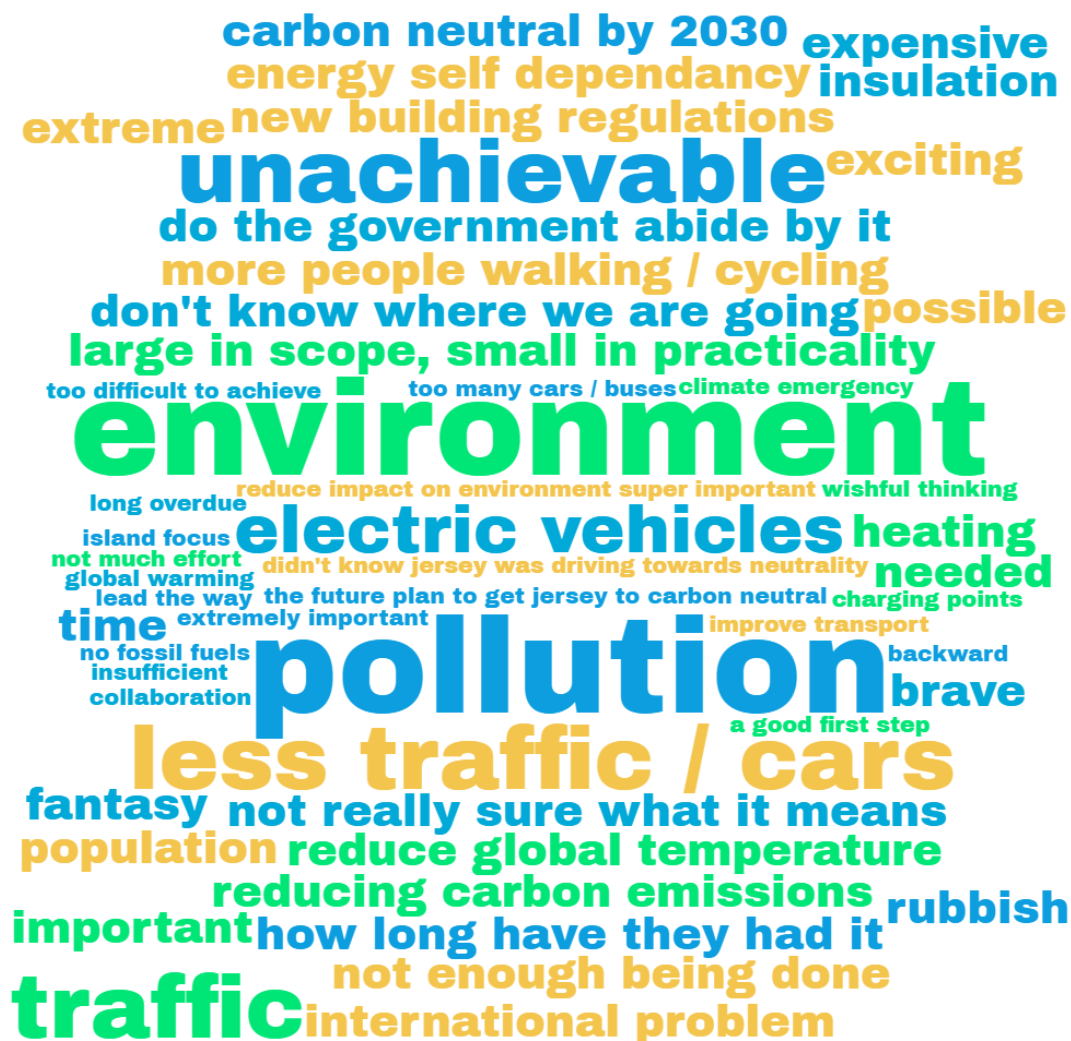 carbon neutral by 2030
expensive
energy self dependancy
insulation
new building regulations
extreme
unachievable
exciting
do the government abide by it
more people walking / cycling
don't know where we are going
possible
large in scope, small in practicality
too difficult to achieve
too many cars / buses
climate emergency
environment
reduce impact on environment super important
wishful thinking
long overdue
electric vehicles
heating
island focus
not much effort
didn't know jersey was driving towards neutrality
needed
global warming
lead the way
the future plan to get jersey to carbon neutral
charging points
time
extremely important
improve transport
no fossil fuels
pollution
backward
insufficient
collaboration
brave
a good first step
less traffic / cars
fantasy
not really sure what it means
population
reduce global temperature
reducing carbon emissions
rubbish
important
how long have they had it
not enough being done
traffic
international problem